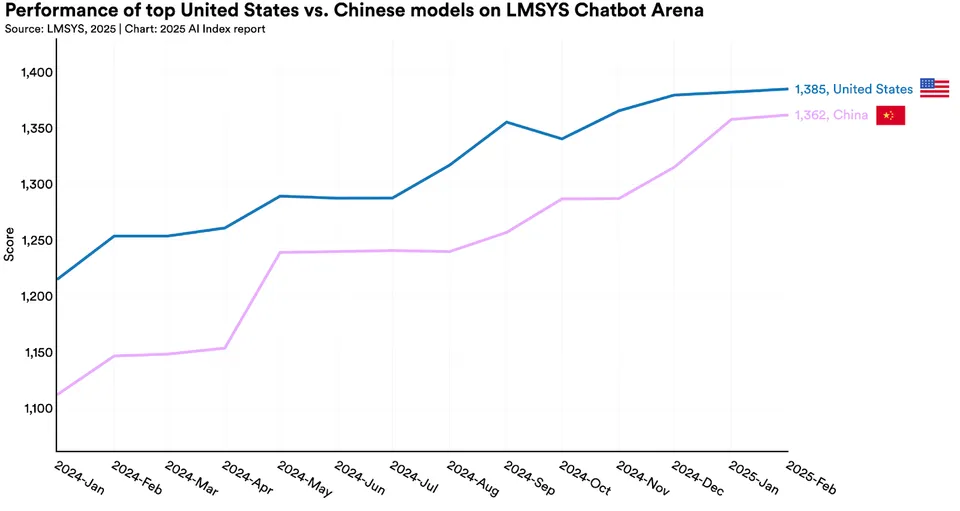 Performance of top United States vs. Chinese models on LMSYS Chatbot Arena
Source: LMSYS, 2025 | Chart: 2025 AI Index report
1,400
1,385, United States
1,362, China
1,350
1,300
1,250
Score
1,200
1,150
1,100
2024-Jan
2024-Feb
2024-Mar
2024-Apr
2024-May
2024-Jun
2024-Jul
2024-Aug
2024-Sep
2024-Oct
2024-Nov
2024-Dec
2025-Jan
2025-Feb